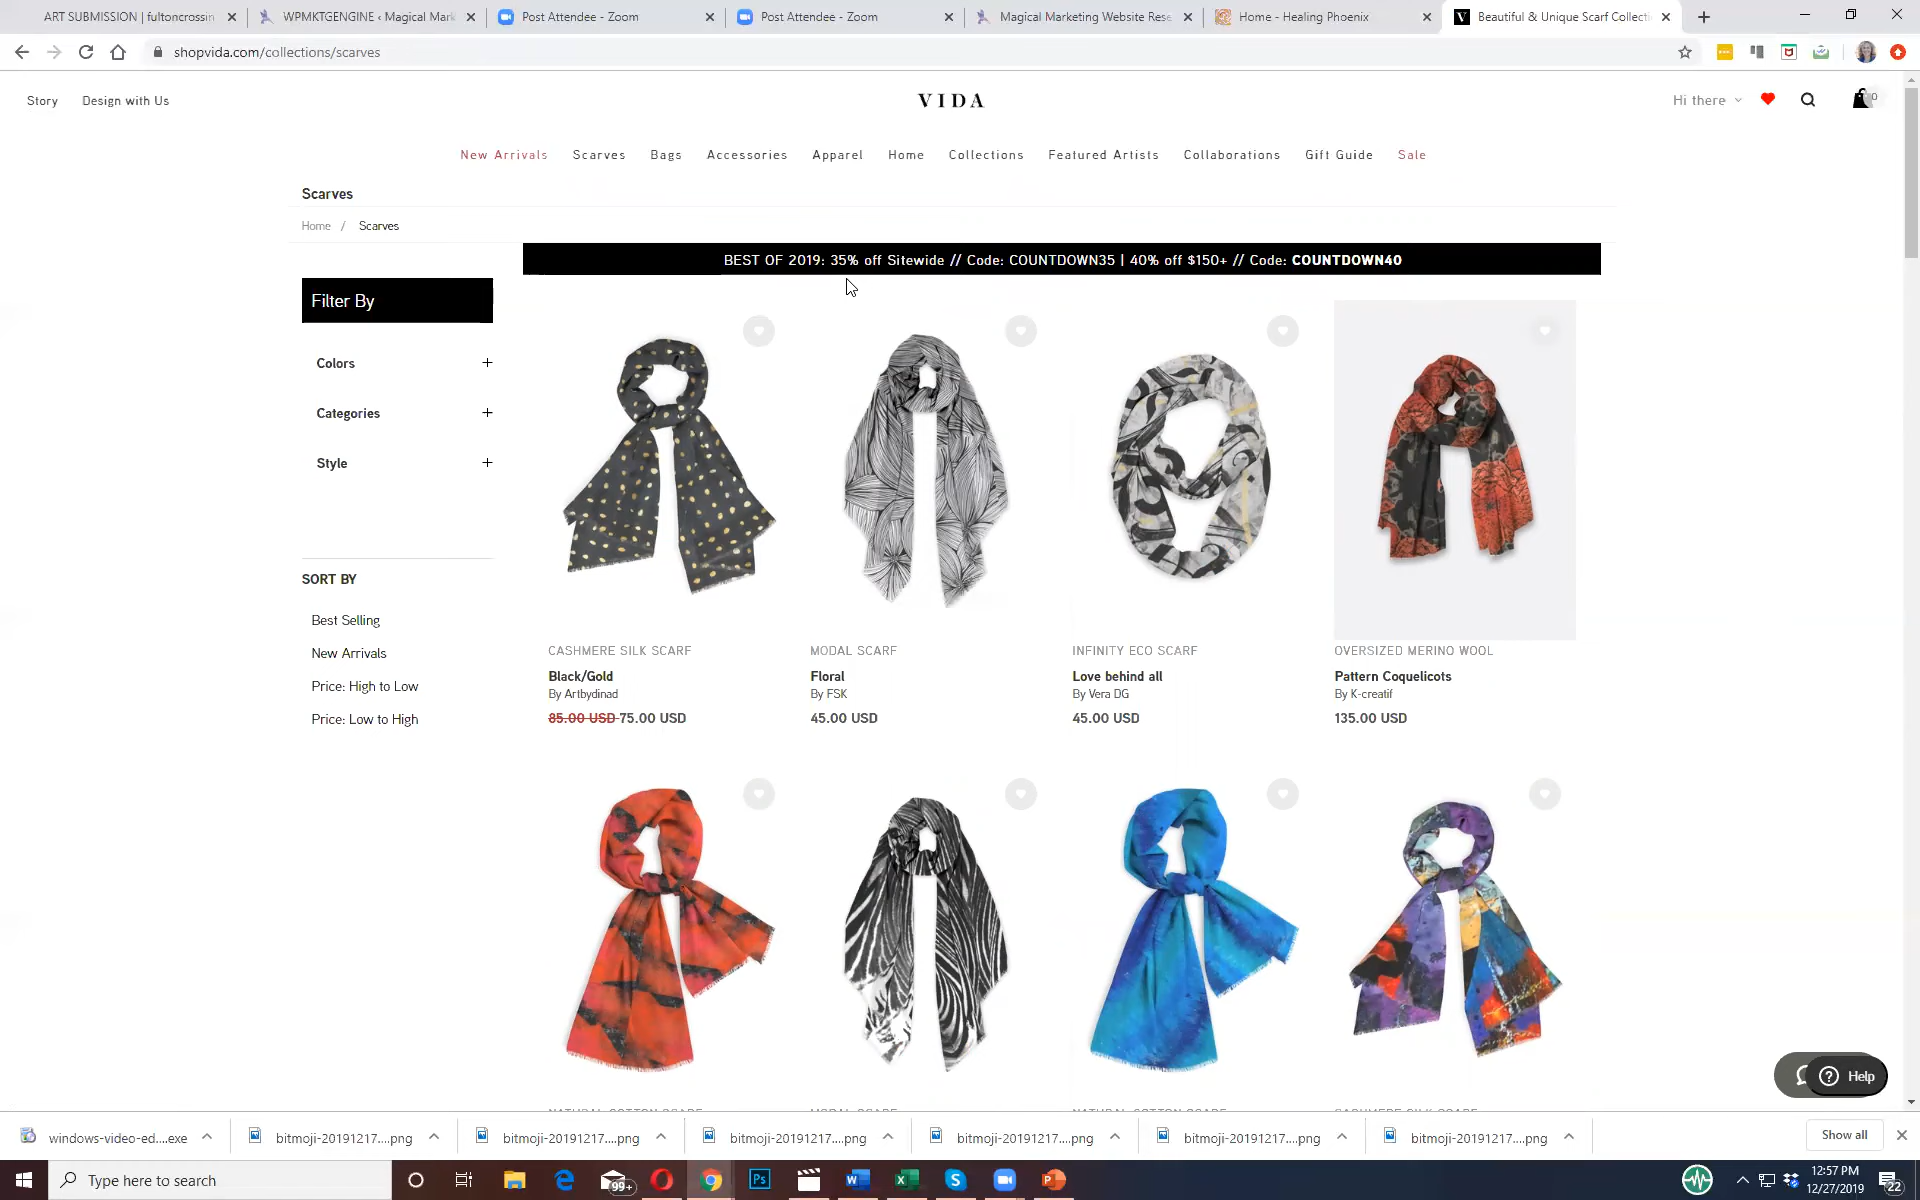 ART SUBMISSION | fultoncrossin
WPMKTGENGINE ‹ Magical Mark
Post Attendee - Zoom
Post Attendee - Zoom
Magical Marketing Website Rese
Home - Healing Phoenix
V Beautiful & Unique Scarf Collecti
shopvida.com/collections/scarves
Story
Design with Us
VIDA
Hi there
0
New Arrivals
Scarves
Bags
Accessories
Apparel
Home
Collections
Featured Artists
Collaborations
Gift Guide
Sale
Scarves
Home / Scarves
BEST OF 2019: 35% off Sitewide // Code: COUNTDOWN35 | 40% off $150+ // Code: COUNTDOWN40
Filter By
Colors +
Categories +
Style +
SORT BY
Best Selling
New Arrivals
Price: High to Low
Price: Low to High
CASHMERE SILK SCARF
Black/Gold
By Artbydinad
85.00 USD 75.00 USD
MODAL SCARF
Floral
By FSK
45.00 USD
INFINITY ECO SCARF
Love behind all
By Vera DG
45.00 USD
OVERSIZED MERINO WOOL
Pattern Coquelicots
By K-creatif
135.00 USD
NATURAL COTTON SCARF
MODAL SCARF
NATURAL COTTON SCARF
CASHMERE SILK SCARF
? Help
windows-video-ed....exe
bitmoji-20191217....png
bitmoji-20191217....png
bitmoji-20191217....png
bitmoji-20191217....png
bitmoji-20191217....png
bitmoji-20191217....png
Show all
Type here to search
99+
12:57 PM
12/27/2019
22